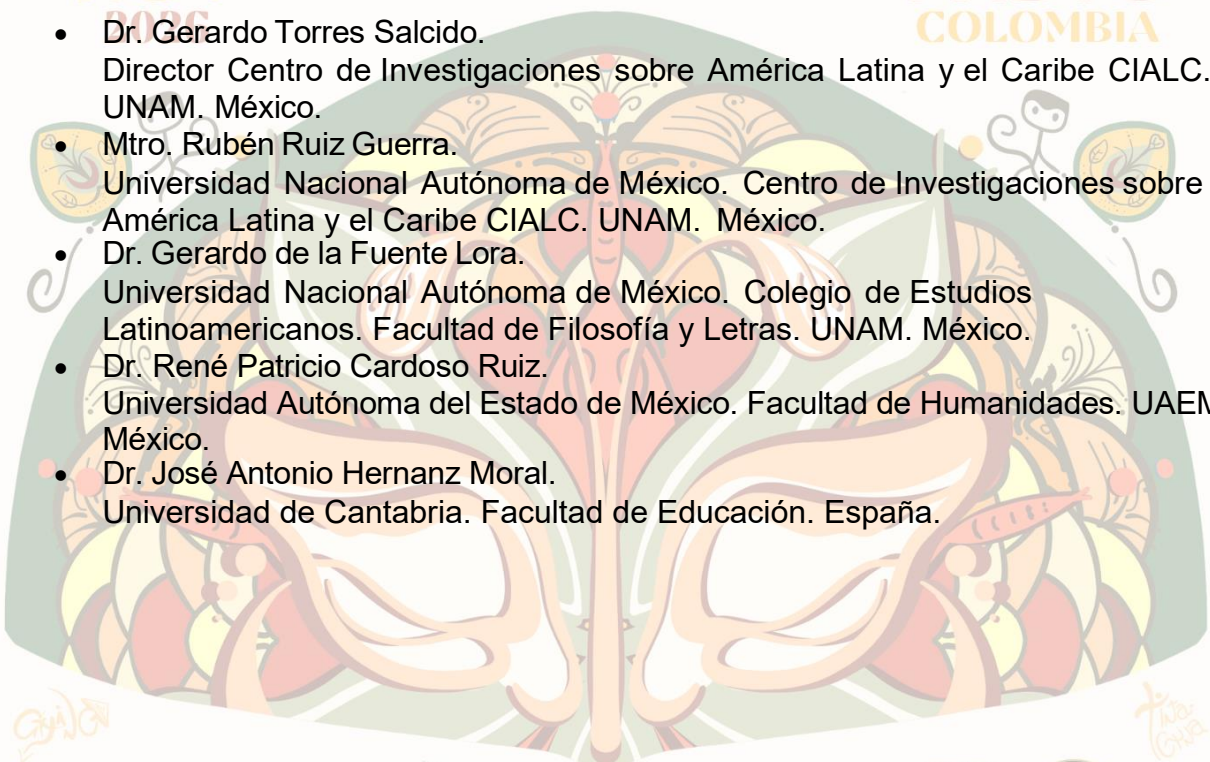 2026
COLOMBIA
• Dr. Gerardo Torres Salcido.
Director Centro de Investigaciones sobre América Latina y el Caribe CIALC.
UNAM. México.
• Mtro. Rubén Ruiz Guerra.
Universidad Nacional Autónoma de México. Centro de Investigaciones sobre
América Latina y el Caribe CIALC. UNAM. México.
• Dr. Gerardo de la Fuente Lora.
Universidad Nacional Autónoma de México. Colegio de Estudios
Latinoamericanos. Facultad de Filosofía y Letras. UNAM. México.
• Dr. René Patricio Cardoso Ruiz.
Universidad Autónoma del Estado de México. Facultad de Humanidades. UAEM
México.
• Dr. José Antonio Hernanz Moral.
Universidad de Cantabria. Facultad de Educación. España.